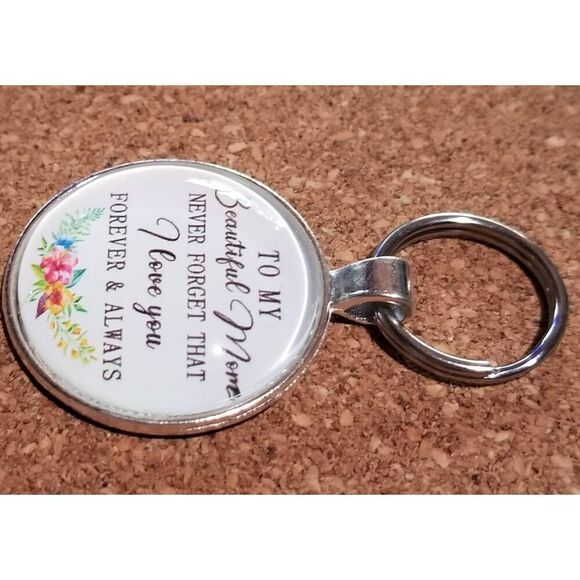 TO MY
Beautiful Mom
NEVER FORGET THAT
I love you
FOREVER & ALWAYS